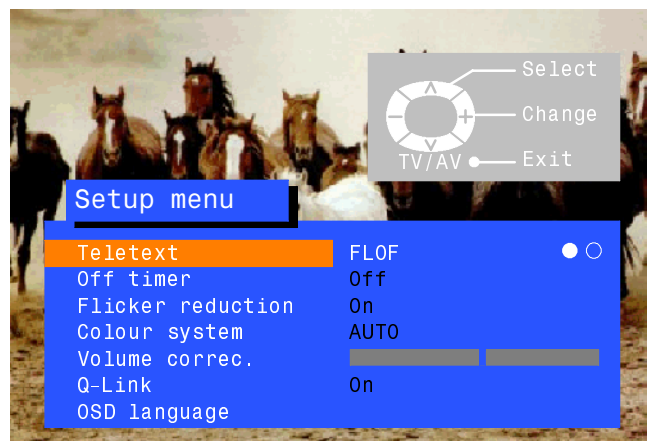 Select
Change
TV/AV Exit
Setup menu
Teletext FLOF
Off timer Off
Flicker reduction On
Colour system AUTO
Volume correc.
Q-Link On
OSD language